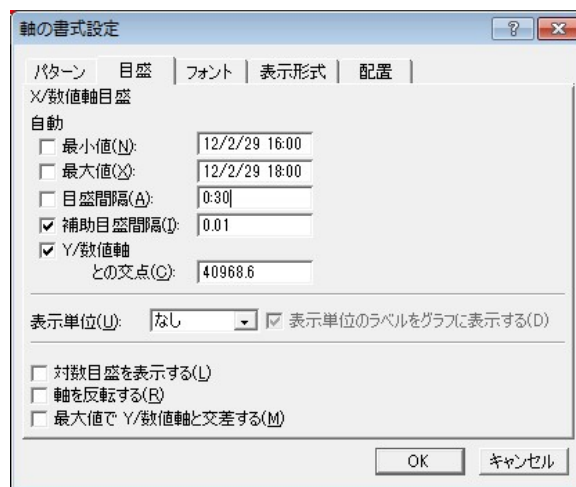 軸の書式設定
パターン 目盛 フォント 表示形式 配置
X/数値軸目盛
自動
最小値(N): 12/2/29 16:00
最大値(X): 12/2/29 18:00
目盛間隔(A): 0:30
補助目盛間隔(I): 0.01
Y/数値軸
との交点(C): 40968.6
表示単位(U): なし 表示単位のラベルをグラフに表示する(D)
対数目盛を表示する(L)
軸を反転する(R)
最大値で Y/数値軸と交差する(M)
OK キャンセル